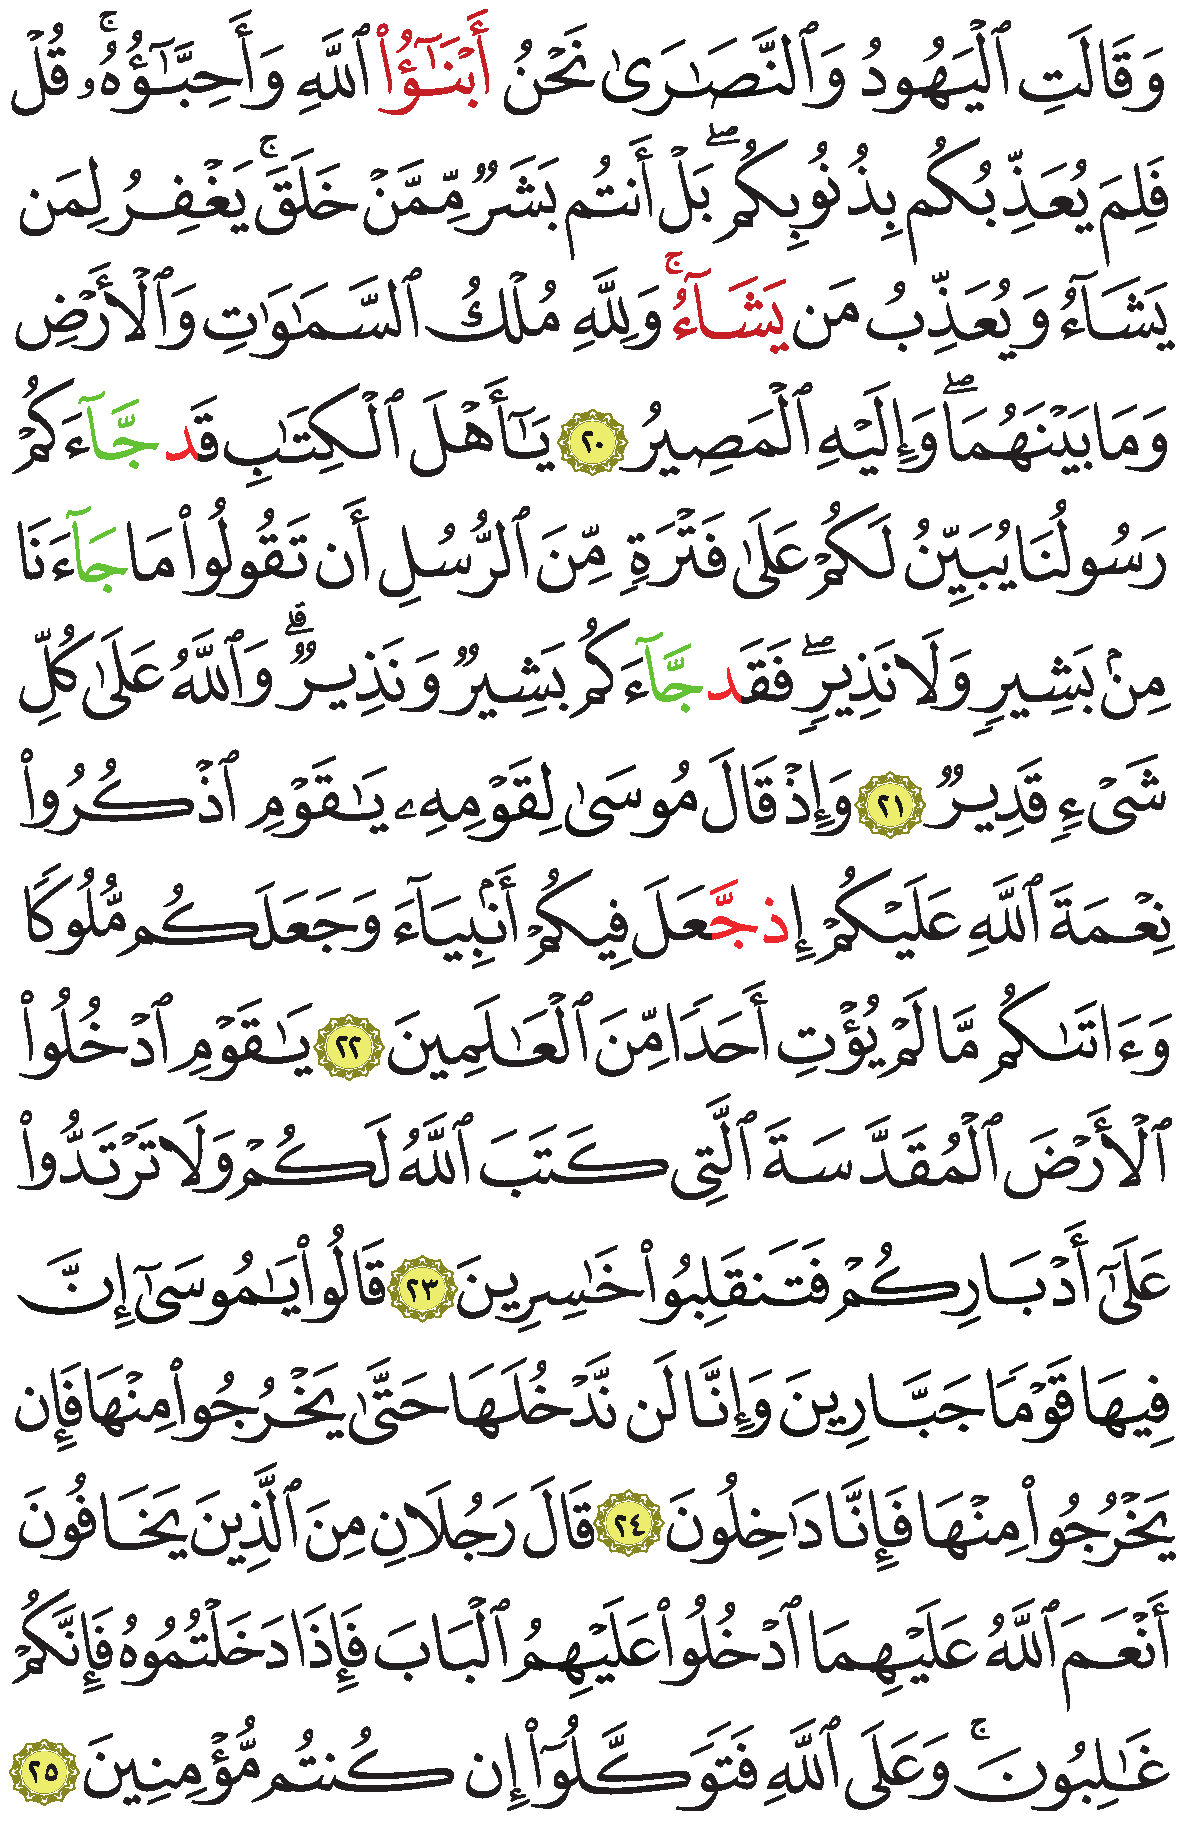 وَقَالَتِ ٱلۡيَهُودُ وَٱلنَّصَٰرَىٰ نَحۡنُ أَبۡنَٰٓؤُاْ ٱللَّهِ وَأَحِبَّٰٓؤُهُۥۚ قُلۡ
فَلِمَ يُعَذِّبُكُم بِذُنُوبِكُمۖ بَلۡ أَنتُم بَشَرٞ مِّمَّنۡ خَلَقَۚ يَغۡفِرُ لِمَن
يَشَآءُ وَيُعَذِّبُ مَن يَشَآءُۚ وَلِلَّهِ مُلۡكُ ٱلسَّمَٰوَٰتِ وَٱلۡأَرۡضِ
وَمَا بَيۡنَهُمَاۖ وَإِلَيۡهِ ٱلۡمَصِيرُ ٢٠ يَٰٓأَهۡلَ ٱلۡكِتَٰبِ قَد جَّآءَكُمۡ
رَسُولُنَا يُبَيِّنُ لَكُمۡ عَلَىٰ فَتۡرَةٖ مِّنَ ٱلرُّسُلِ أَن تَقُولُواْ مَا جَآءَنَا
مِنۢ بَشِيرٖ وَلَا نَذِيرٖۖ فَقَد جَّآءَكُم بَشِيرٞ وَنَذِيرٞۗ وَٱللَّهُ عَلَىٰ كُلِّ
شَيۡءٖ قَدِيرٞ ٢١ وَإِذۡ قَالَ مُوسَىٰ لِقَوۡمِهِۦ يَٰقَوۡمِ ٱذۡكُرُواْ
نِعۡمَةَ ٱللَّهِ عَلَيۡكُمۡ إِذ جَّعَلَ فِيكُمۡ أَنۢبِيَآءَ وَجَعَلَكُم مُّلُوكٗا
وَءَاتَىٰكُم مَّا لَمۡ يُؤۡتِ أَحَدٗا مِّنَ ٱلۡعَٰلَمِينَ ٢٢ يَٰقَوۡمِ ٱدۡخُلُواْ
ٱلۡأَرۡضَ ٱلۡمُقَدَّسَةَ ٱلَّتِي كَتَبَ ٱللَّهُ لَكُمۡ وَلَا تَرۡتَدُّواْ
عَلَىٰٓ أَدۡبَارِكُمۡ فَتَنقَلِبُواْ خَٰسِرِينَ ٢٣ قَالُواْ يَٰمُوسَىٰٓ إِنَّ
فِيهَا قَوۡمٗا جَبَّارِينَ وَإِنَّا لَن نَّدۡخُلَهَا حَتَّىٰ يَخۡرُجُواْ مِنۡهَا فَإِن
يَخۡرُجُواْ مِنۡهَا فَإِنَّا دَٰخِلُونَ ٢٤ قَالَ رَجُلَانِ مِنَ ٱلَّذِينَ يَخَافُونَ
أَنۡعَمَ ٱللَّهُ عَلَيۡهِمَا ٱدۡخُلُواْ عَلَيۡهِمُ ٱلۡبَابَ فَإِذَا دَخَلۡتُمُوهُ فَإِنَّكُمۡ
غَٰلِبُونَۚ وَعَلَى ٱللَّهِ فَتَوَكَّلُوٓاْ إِن كُنتُم مُّؤۡمِنِينَ ٢٥